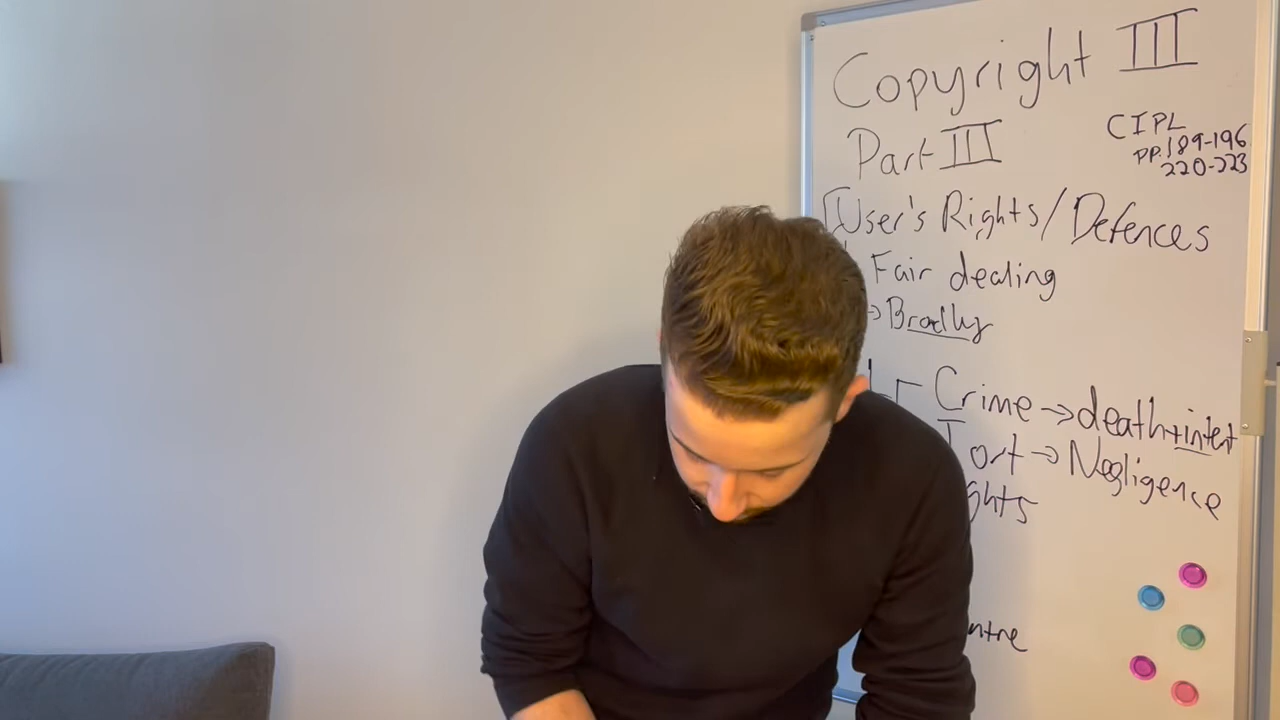 Copyright III
Part III
CIPL
pp.189-196
220-223
User's Rights/Defences
Fair dealing
→ Broadly
Crime → death+intent
Tort → Negligence
ghts
ntre